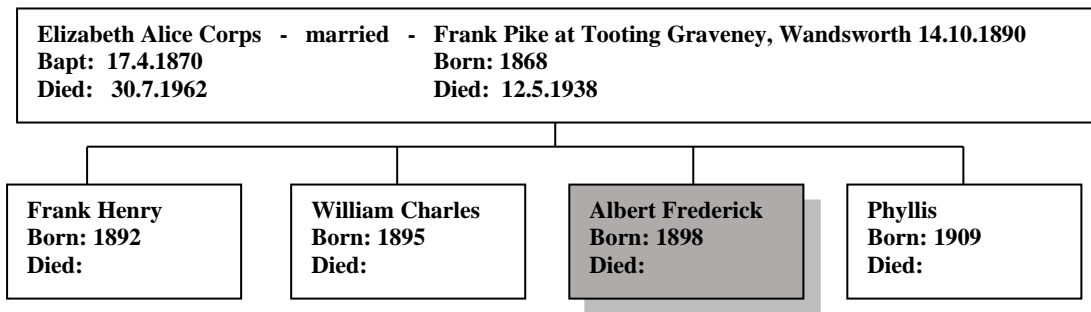 Elizabeth Alice Corps - married - Frank Pike at Tooting Graveney, Wandsworth 14.10.1890
Bapt: 17.4.1870 Born: 1868
Died: 30.7.1962 Died: 12.5.1938
Frank Henry
Born: 1892
Died:
William Charles
Born: 1895
Died:
Albert Frederick
Born: 1898
Died:
Phyllis
Born: 1909
Died: